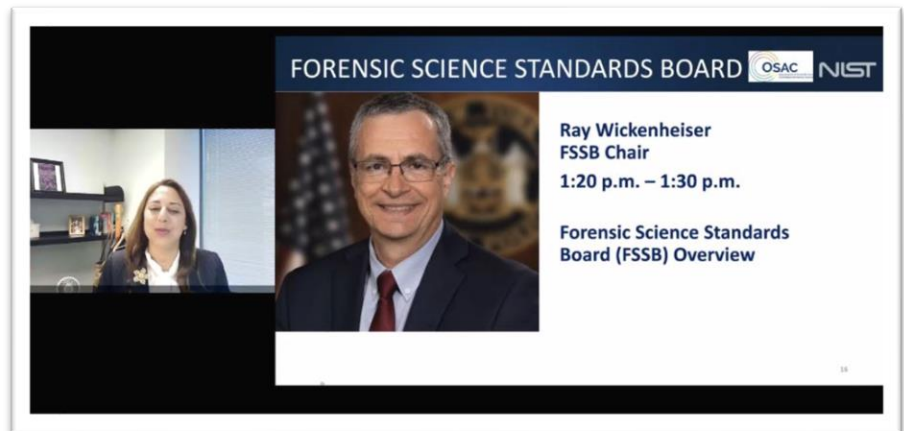 FORENSIC SCIENCE STANDARDS BOARD
OSAC
NIST
Ray Wickenheiser
FSSB Chair
1:20 p.m. – 1:30 p.m.
Forensic Science Standards
Board (FSSB) Overview
16